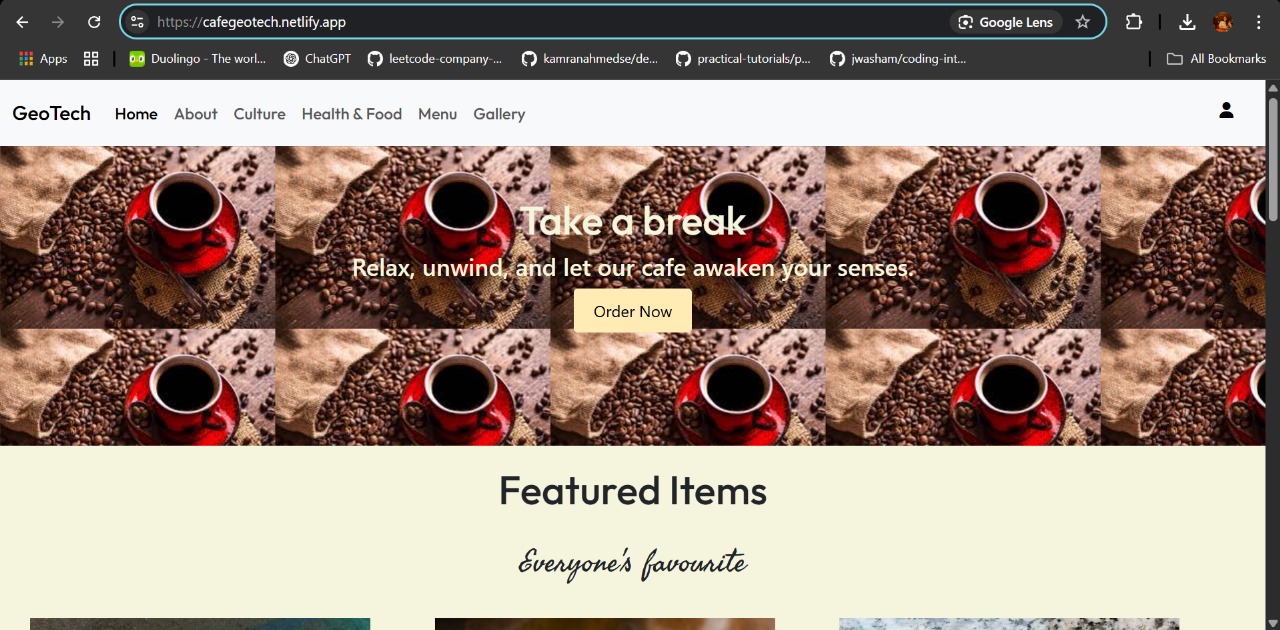 https://cafegeotech.netlify.app
Google Lens
Apps
Duolingo - The worl...
ChatGPT
leetcode-company-...
kamranahmedse/de...
practical-tutorials/p...
jwasham/coding-int...
All Bookmarks
GeoTech Home About Culture Health & Food Menu Gallery
Take a break
Relax, unwind, and let our cafe awaken your senses.
Order Now
Featured Items
Everyone's favourite